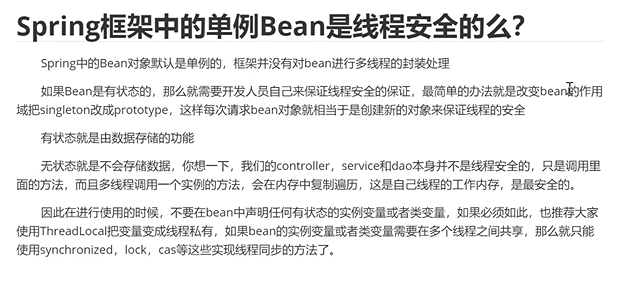 Spring框架中的单例Bean是线程安全的么?
Spring中的Bean对象默认是单例的，框架并没有对bean进行多线程的封装处理
如果Bean是有状态的，那么就需要开发人员自己来保证线程安全的保证，最简单的办法就是改变bean的作用
域把singleton改成prototype，这样每次请求bean对象就相当于是创建新的对象来保证线程的安全
有状态就是由数据存储的功能
无状态就是不会存储数据，你想一下，我们的controller，service和dao本身并不是线程安全的，只是调用里
面的方法，而且多线程调用一个实例的方法，会在内存中复制遍历，这是自己线程的工作内存，是最安全的。
因此在进行使用的时候，不要在bean中声明任何有状态的实例变量或者类变量，如果必须如此，也推荐大家
使用ThreadLocal把变量变成线程私有，如果bean的实例变量或者类变量需要在多个线程之间共享，那么就只能
使用synchronized，lock，cas等这些实现线程同步的方法了。